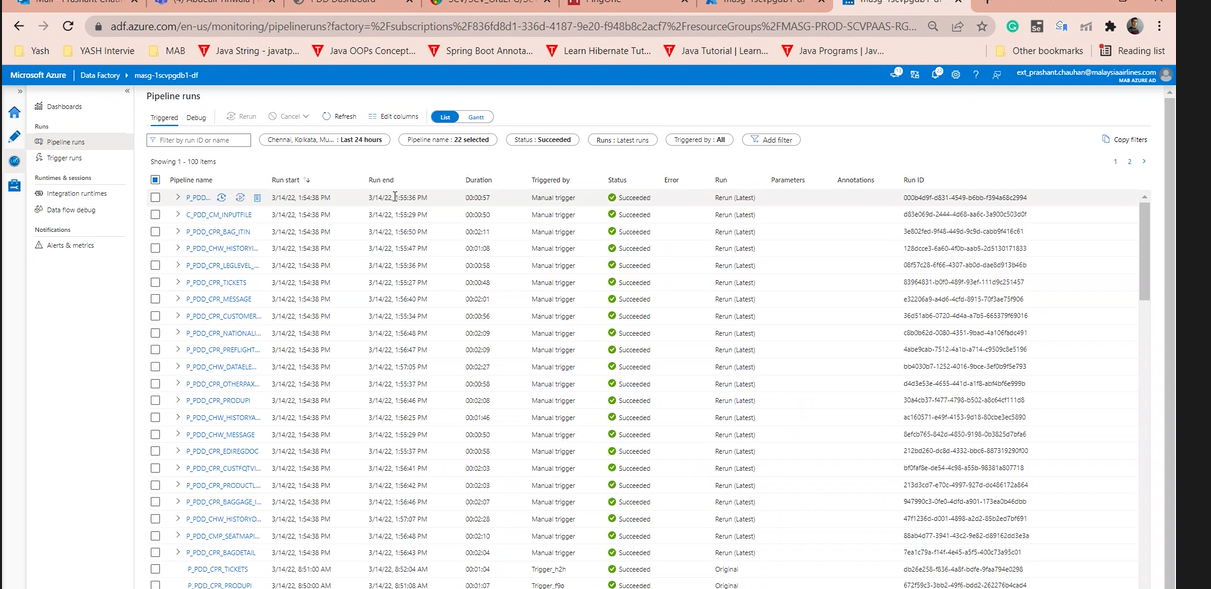 adf.azure.com/en-us/monitoring/pipelineruns?factory=%2Fsubscriptions%2F836fd8d1-336d-4187-9e20-f948b8c2acf7%2FresourceGroups%2FMASG-PROD-SCVPAAS-RG...
Yash YASH Intervie MAB Java String - javatp... Java OOPs Concept... Spring Boot Annota... Learn Hibernate Tut... Java Tutorial | Learn... Java Programs | Jav... Other bookmarks Reading list
Microsoft Azure Data Factory masg-1scvpgdb1-df ext_prashant.chauhan@malaysiaairlines.com
MAB AZURE AD
Dashboards
Runs
Pipeline runs
Trigger runs
Runtimes & sessions
Integration runtimes
Data flow debug
Notifications
Alerts & metrics
Pipeline runs
Triggered Debug Rerun Cancel Refresh Edit columns List Gantt
Filter by run ID or name Chennai, Kolkata, Mu... : Last 24 hours Pipeline name : 22 selected Status : Succeeded Runs : Latest runs Triggered by : All Add filter Copy filters
Showing 1 - 100 items 1 2
Pipeline name Run start Run end Duration Triggered by Status Error Run Parameters Annotations Run ID
P_PDD... 3/14/22, 1:54:38 PM 3/14/22, 1:55:36 PM 00:00:57 Manual trigger Succeeded Rerun (Latest) 000b4d9f-d831-4549-b6bb-f394a68c2994
C_PDD_CM_INPUTFILE 3/14/22, 1:54:38 PM 3/14/22, 1:55:29 PM 00:00:50 Manual trigger Succeeded Rerun (Latest) d83e069d-2444-4d68-aa6c-3a900c503d0f
P_PDD_CPR_BAG_ITIN 3/14/22, 1:54:38 PM 3/14/22, 1:56:50 PM 00:02:11 Manual trigger Succeeded Rerun (Latest) 3e802fed-9f48-449d-9c9d-cabb9f416c61
P_PDD_CHW_HISTORYI... 3/14/22, 1:54:38 PM 3/14/22, 1:55:47 PM 00:01:08 Manual trigger Succeeded Rerun (Latest) 128dcce3-6a60-4f0b-aab5-2d5130171833
P_PDD_CPR_LEGLEVEL_... 3/14/22, 1:54:38 PM 3/14/22, 1:55:36 PM 00:00:58 Manual trigger Succeeded Rerun (Latest) 08f57c28-6f66-4307-ab0d-dae8d913b46b
P_PDD_CPR_TICKETS 3/14/22, 1:54:38 PM 3/14/22, 1:55:27 PM 00:00:48 Manual trigger Succeeded Rerun (Latest) 83964831-b0f0-489f-93ef-111d9c251457
P_PDD_CPR_MESSAGE 3/14/22, 1:54:38 PM 3/14/22, 1:56:40 PM 00:02:01 Manual trigger Succeeded Rerun (Latest) e32206a9-a4d6-4cfd-8915-70f3ae75f906
P_PDD_CPR_CUSTOMER... 3/14/22, 1:54:38 PM 3/14/22, 1:55:34 PM 00:00:56 Manual trigger Succeeded Rerun (Latest) 36d51ab6-0720-4d4a-a7b5-665379f69016
P_PDD_CPR_NATIONALI... 3/14/22, 1:54:38 PM 3/14/22, 1:56:48 PM 00:02:09 Manual trigger Succeeded Rerun (Latest) c8b0b62d-0080-4351-9bad-4a106fadc491
P_PDD_CPR_PREFLIGHT... 3/14/22, 1:54:38 PM 3/14/22, 1:56:47 PM 00:02:09 Manual trigger Succeeded Rerun (Latest) 4abe9cab-7512-4a1b-a714-c9509c8e5196
P_PDD_CHW_DATAELE... 3/14/22, 1:54:38 PM 3/14/22, 1:57:05 PM 00:02:27 Manual trigger Succeeded Rerun (Latest) bb4030b7-1252-4016-9bce-3ef0b9f5e793
P_PDD_CPR_OTHERPAX... 3/14/22, 1:54:38 PM 3/14/22, 1:55:37 PM 00:00:58 Manual trigger Succeeded Rerun (Latest) d4d3e53e-4655-441d-a1f8-abf4bf6e999b
P_PDD_CPR_PRODUPI 3/14/22, 1:54:38 PM 3/14/22, 1:56:46 PM 00:02:08 Manual trigger Succeeded Rerun (Latest) 30a4cb37-f477-4798-b502-a8c64cf111d8
P_PDD_CHW_HISTORYA... 3/14/22, 1:54:38 PM 3/14/22, 1:56:25 PM 00:01:46 Manual trigger Succeeded Rerun (Latest) ac160571-e49f-4153-9d18-80cbe3ec5890
P_PDD_CHW_MESSAGE 3/14/22, 1:54:38 PM 3/14/22, 1:55:29 PM 00:00:50 Manual trigger Succeeded Rerun (Latest) 8efcb765-842d-4850-9198-0b3825d7bfa6
P_PDD_CPR_EDIREGDOC 3/14/22, 1:54:38 PM 3/14/22, 1:55:37 PM 00:00:58 Manual trigger Succeeded Rerun (Latest) 212bd260-dc8d-4332-bbc6-887319290f00
P_PDD_CPR_CUSTFQTVI... 3/14/22, 1:54:38 PM 3/14/22, 1:56:41 PM 00:02:03 Manual trigger Succeeded Rerun (Latest) bf0faf8e-de54-4c98-a55b-98381a807718
P_PDD_CPR_PRODUCTL... 3/14/22, 1:54:38 PM 3/14/22, 1:56:42 PM 00:02:03 Manual trigger Succeeded Rerun (Latest) 213d3cd7-e70c-4997-927d-dc486172a864
P_PDD_CPR_BAGGAGE_I... 3/14/22, 1:54:38 PM 3/14/22, 1:56:46 PM 00:02:07 Manual trigger Succeeded Rerun (Latest) 947990c3-0fe0-4dfd-a901-173ea0b46dbb
P_PDD_CHW_HISTORYD... 3/14/22, 1:54:38 PM 3/14/22, 1:57:07 PM 00:02:28 Manual trigger Succeeded Rerun (Latest) 47f1236d-d001-4898-a2d2-85b2ed7bf691
P_PDD_CMP_SEATMAPI... 3/14/22, 1:54:38 PM 3/14/22, 1:56:48 PM 00:02:10 Manual trigger Succeeded Rerun (Latest) 88ab4d77-3941-43c2-9e82-d89162dd3e3a
P_PDD_CPR_BAGDETAIL 3/14/22, 1:54:38 PM 3/14/22, 1:56:43 PM 00:02:04 Manual trigger Succeeded Rerun (Latest) 7ea1c79a-f14f-4e45-a5f5-400c73a95c01
P_PDD_CPR_TICKETS 3/14/22, 8:51:00 AM 3/14/22, 8:52:04 AM 00:01:04 Trigger_h2h Succeeded Original db26e258-f836-4a8f-bdfe-9faa794e0298
P_PDD_CPR_PRODUPI 3/14/22, 8:50:00 AM 3/14/22, 8:51:08 AM 00:01:07 Trigger_f9o Succeeded Original 672f59c3-3bb2-49f6-bdd2-262276b4cad4